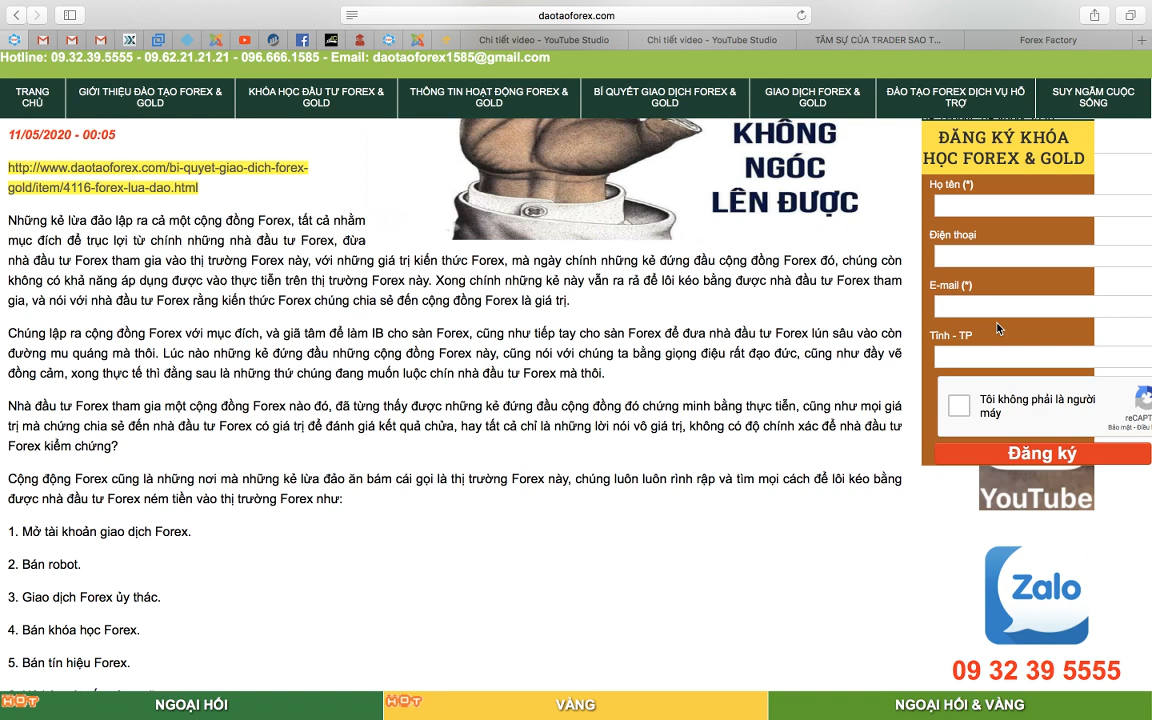 daotaoforex.com
Chi tiết video - YouTube Studio
Chi tiết video - YouTube Studio
TÂM SỰ CỦA TRADER SAO T...
Forex Factory
Hotline: 09.32.39.5555 - 09.62.21.21.21 - 096.666.1585 - Email: daotaoforex1585@gmail.com
TRANG CHỦ
GIỚI THIỆU ĐÀO TẠO FOREX & GOLD
KHÓA HỌC ĐẦU TƯ FOREX & GOLD
THÔNG TIN HOẠT ĐỘNG FOREX & GOLD
BÍ QUYẾT GIAO DỊCH FOREX & GOLD
GIAO DỊCH FOREX & GOLD
ĐÀO TẠO FOREX DỊCH VỤ HỖ TRỢ
SUY NGẪM CUỘC SỐNG
11/05/2020 - 00:05
http://www.daotaoforex.com/bi-quyet-giao-dich-forex-
gold/item/4116-forex-lua-dao.html
KHÔNG
NGÓC
LÊN ĐƯỢC
Những kẻ lừa đảo lập ra cả một cộng đồng Forex, tất cả nhằm
mục đích để trục lợi từ chính những nhà đầu tư Forex, đừa
nhà đầu tư Forex tham gia vào thị trường Forex này, với những giá trị kiến thức Forex, mà ngày chính những kẻ đứng đầu cộng đồng Forex đó, chúng còn
không có khả năng áp dụng được vào thực tiễn trên thị trường Forex này. Xong chính những kẻ này vẫn ra rả để lôi kéo bằng được nhà đầu tư Forex tham
gia, và nói với nhà đầu tư Forex rằng kiến thức Forex chúng chia sẻ đến cộng đồng Forex là giá trị.
Chúng lập ra cộng đồng Forex với mục đích, và giã tâm để làm IB cho sàn Forex, cũng như tiếp tay cho sàn Forex để đưa nhà đầu tư Forex lún sâu vào còn
đường mu quáng mà thôi. Lúc nào những kẻ đứng đầu những cộng đồng Forex này, cũng nói với chúng ta bằng giọng điệu rất đạo đức, cũng như đầy vẽ
đồng cảm, xong thực tế thì đằng sau là những thứ chúng đang muốn luộc chín nhà đầu tư Forex mà thôi.
Nhà đầu tư Forex tham gia một cộng đồng Forex nào đó, đã từng thấy được những kẻ đứng đầu cộng đồng đó chứng minh bằng thực tiễn, cũng như mọi giá
trị mà chứng chia sẻ đến nhà đầu tư Forex có giá trị để đánh giá kết quả chửa, hay tất cả chỉ là những lời nói vô giá trị, không có độ chính xác để nhà đầu tư
Forex kiểm chứng?
Cộng động Forex cũng là những nơi mà những kẻ lừa đảo ăn bám cái gọi là thị trường Forex này, chúng luôn luôn rình rập và tìm mọi cách để lôi kéo bằng
được nhà đầu tư Forex ném tiền vào thị trường Forex như:
1. Mở tài khoản giao dịch Forex.
2. Bán robot.
3. Giao dịch Forex ủy thác.
4. Bán khóa học Forex.
5. Bán tín hiệu Forex.
ĐĂNG KÝ KHÓA
HỌC FOREX & GOLD
Họ tên (*)
Điện thoại
E-mail (*)
Tỉnh - TP
Tôi không phải là người
máy
reCAPT
Bảo mật - Điều
Đăng ký
YouTube
Zalo
09 32 39 5555
HOT
NGOẠI HỐI
HOT
VÀNG
NGOẠI HỐI & VÀNG